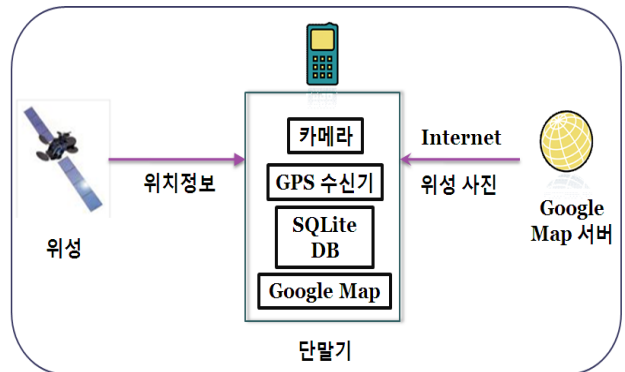 위성
위치정보
카메라
GPS 수신기
SQLite
DB
Google Map
단말기
Internet
위성 사진
Google
Map 서버